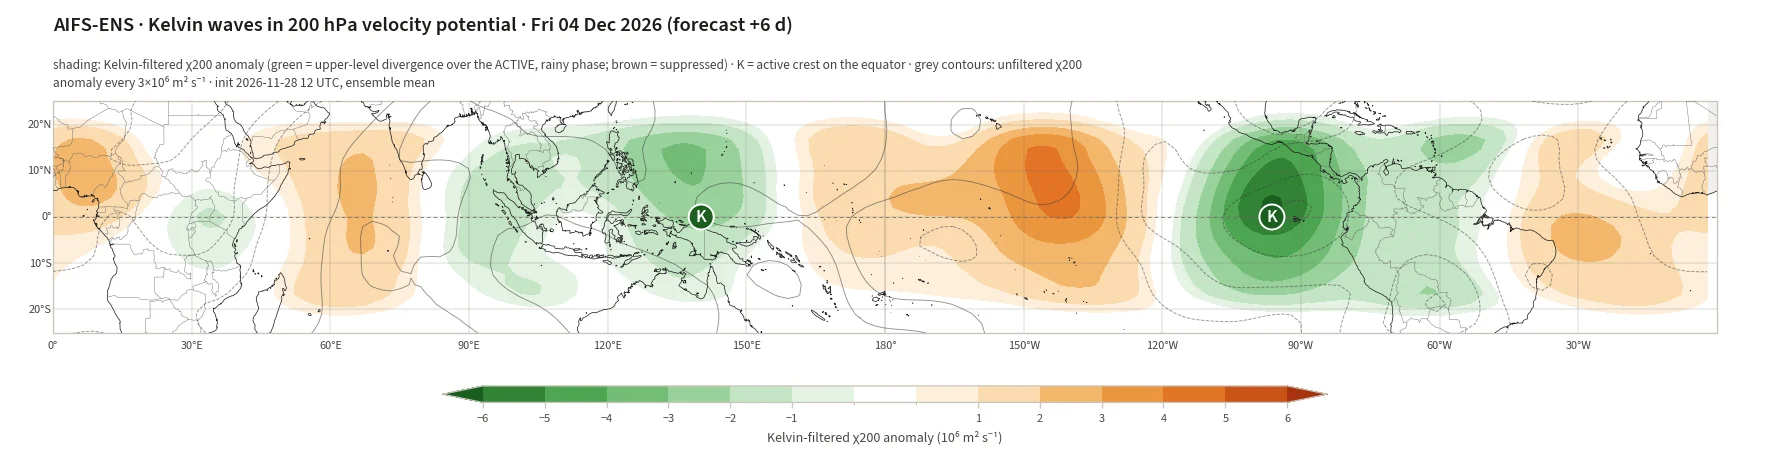 AIFS-ENS · Kelvin waves in 200 hPa velocity potential · Fri 04 Dec 2026 (forecast +6 d)
shading: Kelvin-filtered χ200 anomaly (green = upper-level divergence over the ACTIVE, rainy phase; brown = suppressed) · K = active crest on the equator · grey contours: unfiltered χ200
anomaly every 3×10⁶ m² s⁻¹ · init 2026-11-28 12 UTC, ensemble mean
20°N
10°N
0°
10°S
20°S
K K
0° 30°E 60°E 90°E 120°E 150°E 180° 150°W 120°W 90°W 60°W 30°W
−6 −5 −4 −3 −2 −1 1 2 3 4 5 6
Kelvin-filtered χ200 anomaly (10⁶ m² s⁻¹)